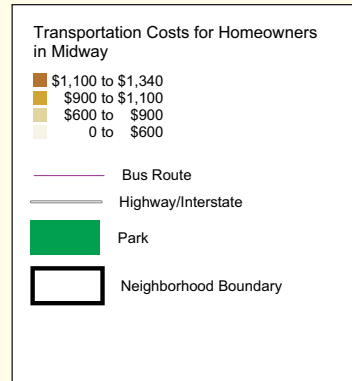 Transportation Costs for Homeowners
in Midway
$1,100 to $1,340
$900 to $1,100
$600 to $900
0 to $600
Bus Route
Highway/Interstate
Park
Neighborhood Boundary